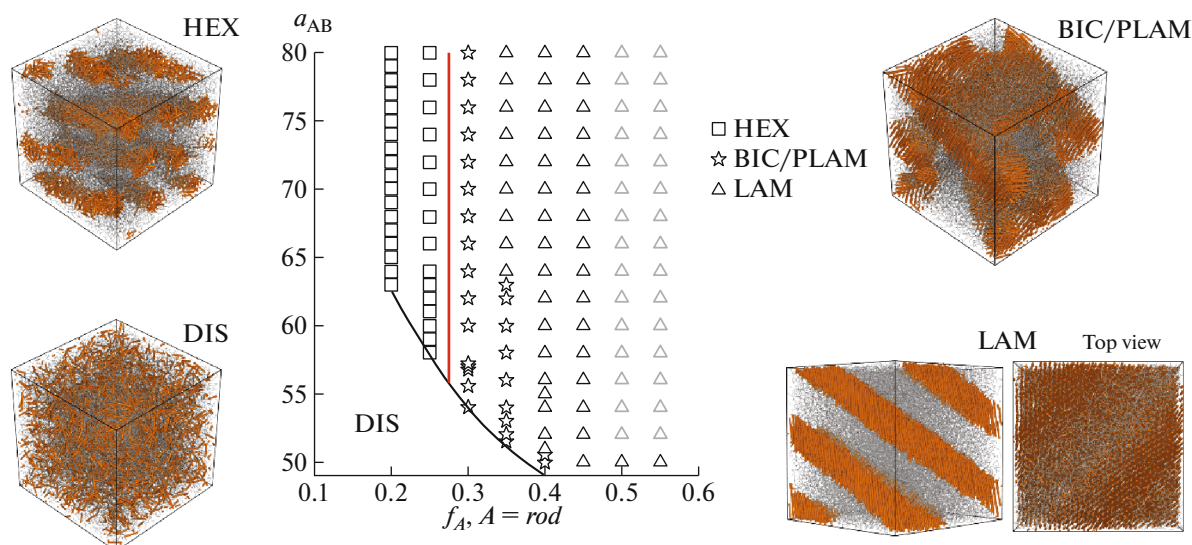 HEX
a_AB
BIC/PLAM
80
75
70
65
60
55
50
HEX
BIC/PLAM
LAM
DIS
DIS
LAM
Top view
0.1 0.2 0.3 0.4 0.5 0.6
f_A, A = rod